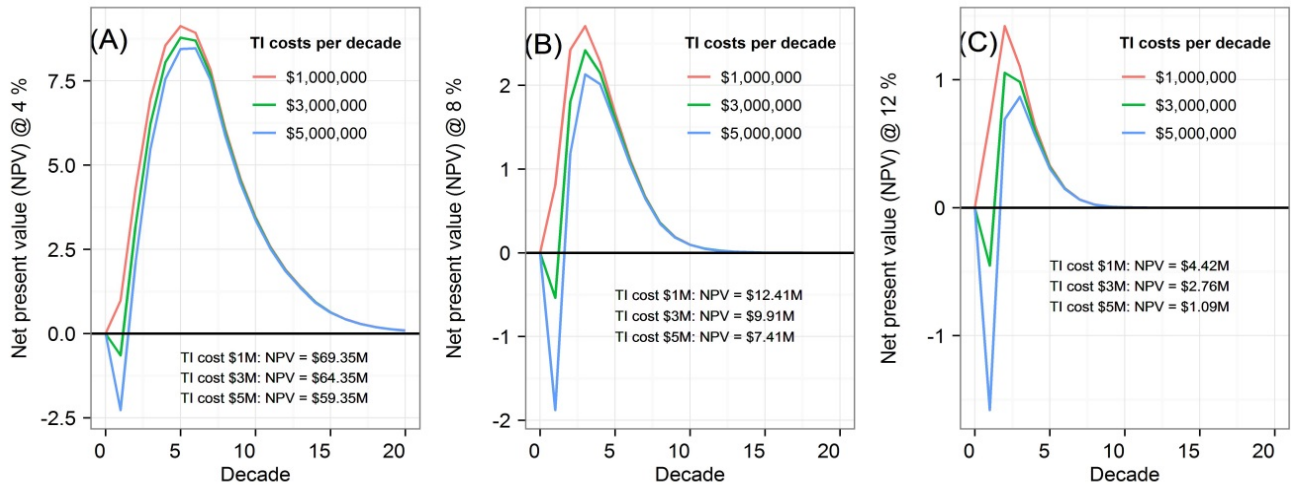 (A)
TI costs per decade
$1,000,000
$3,000,000
$5,000,000
Net present value (NPV) @ 4 %
7.5
5.0
2.5
0.0
-2.5
TI cost $1M: NPV = $69.35M
TI cost $3M: NPV = $64.35M
TI cost $5M: NPV = $59.35M
0 5 10 15 20
Decade
(B)
TI costs per decade
$1,000,000
$3,000,000
$5,000,000
Net present value (NPV) @ 8 %
2
1
0
-1
-2
TI cost $1M: NPV = $12.41M
TI cost $3M: NPV = $9.91M
TI cost $5M: NPV = $7.41M
0 5 10 15 20
Decade
(C)
TI costs per decade
$1,000,000
$3,000,000
$5,000,000
Net present value (NPV) @ 12 %
1
0
-1
TI cost $1M: NPV = $4.42M
TI cost $3M: NPV = $2.76M
TI cost $5M: NPV = $1.09M
0 5 10 15 20
Decade